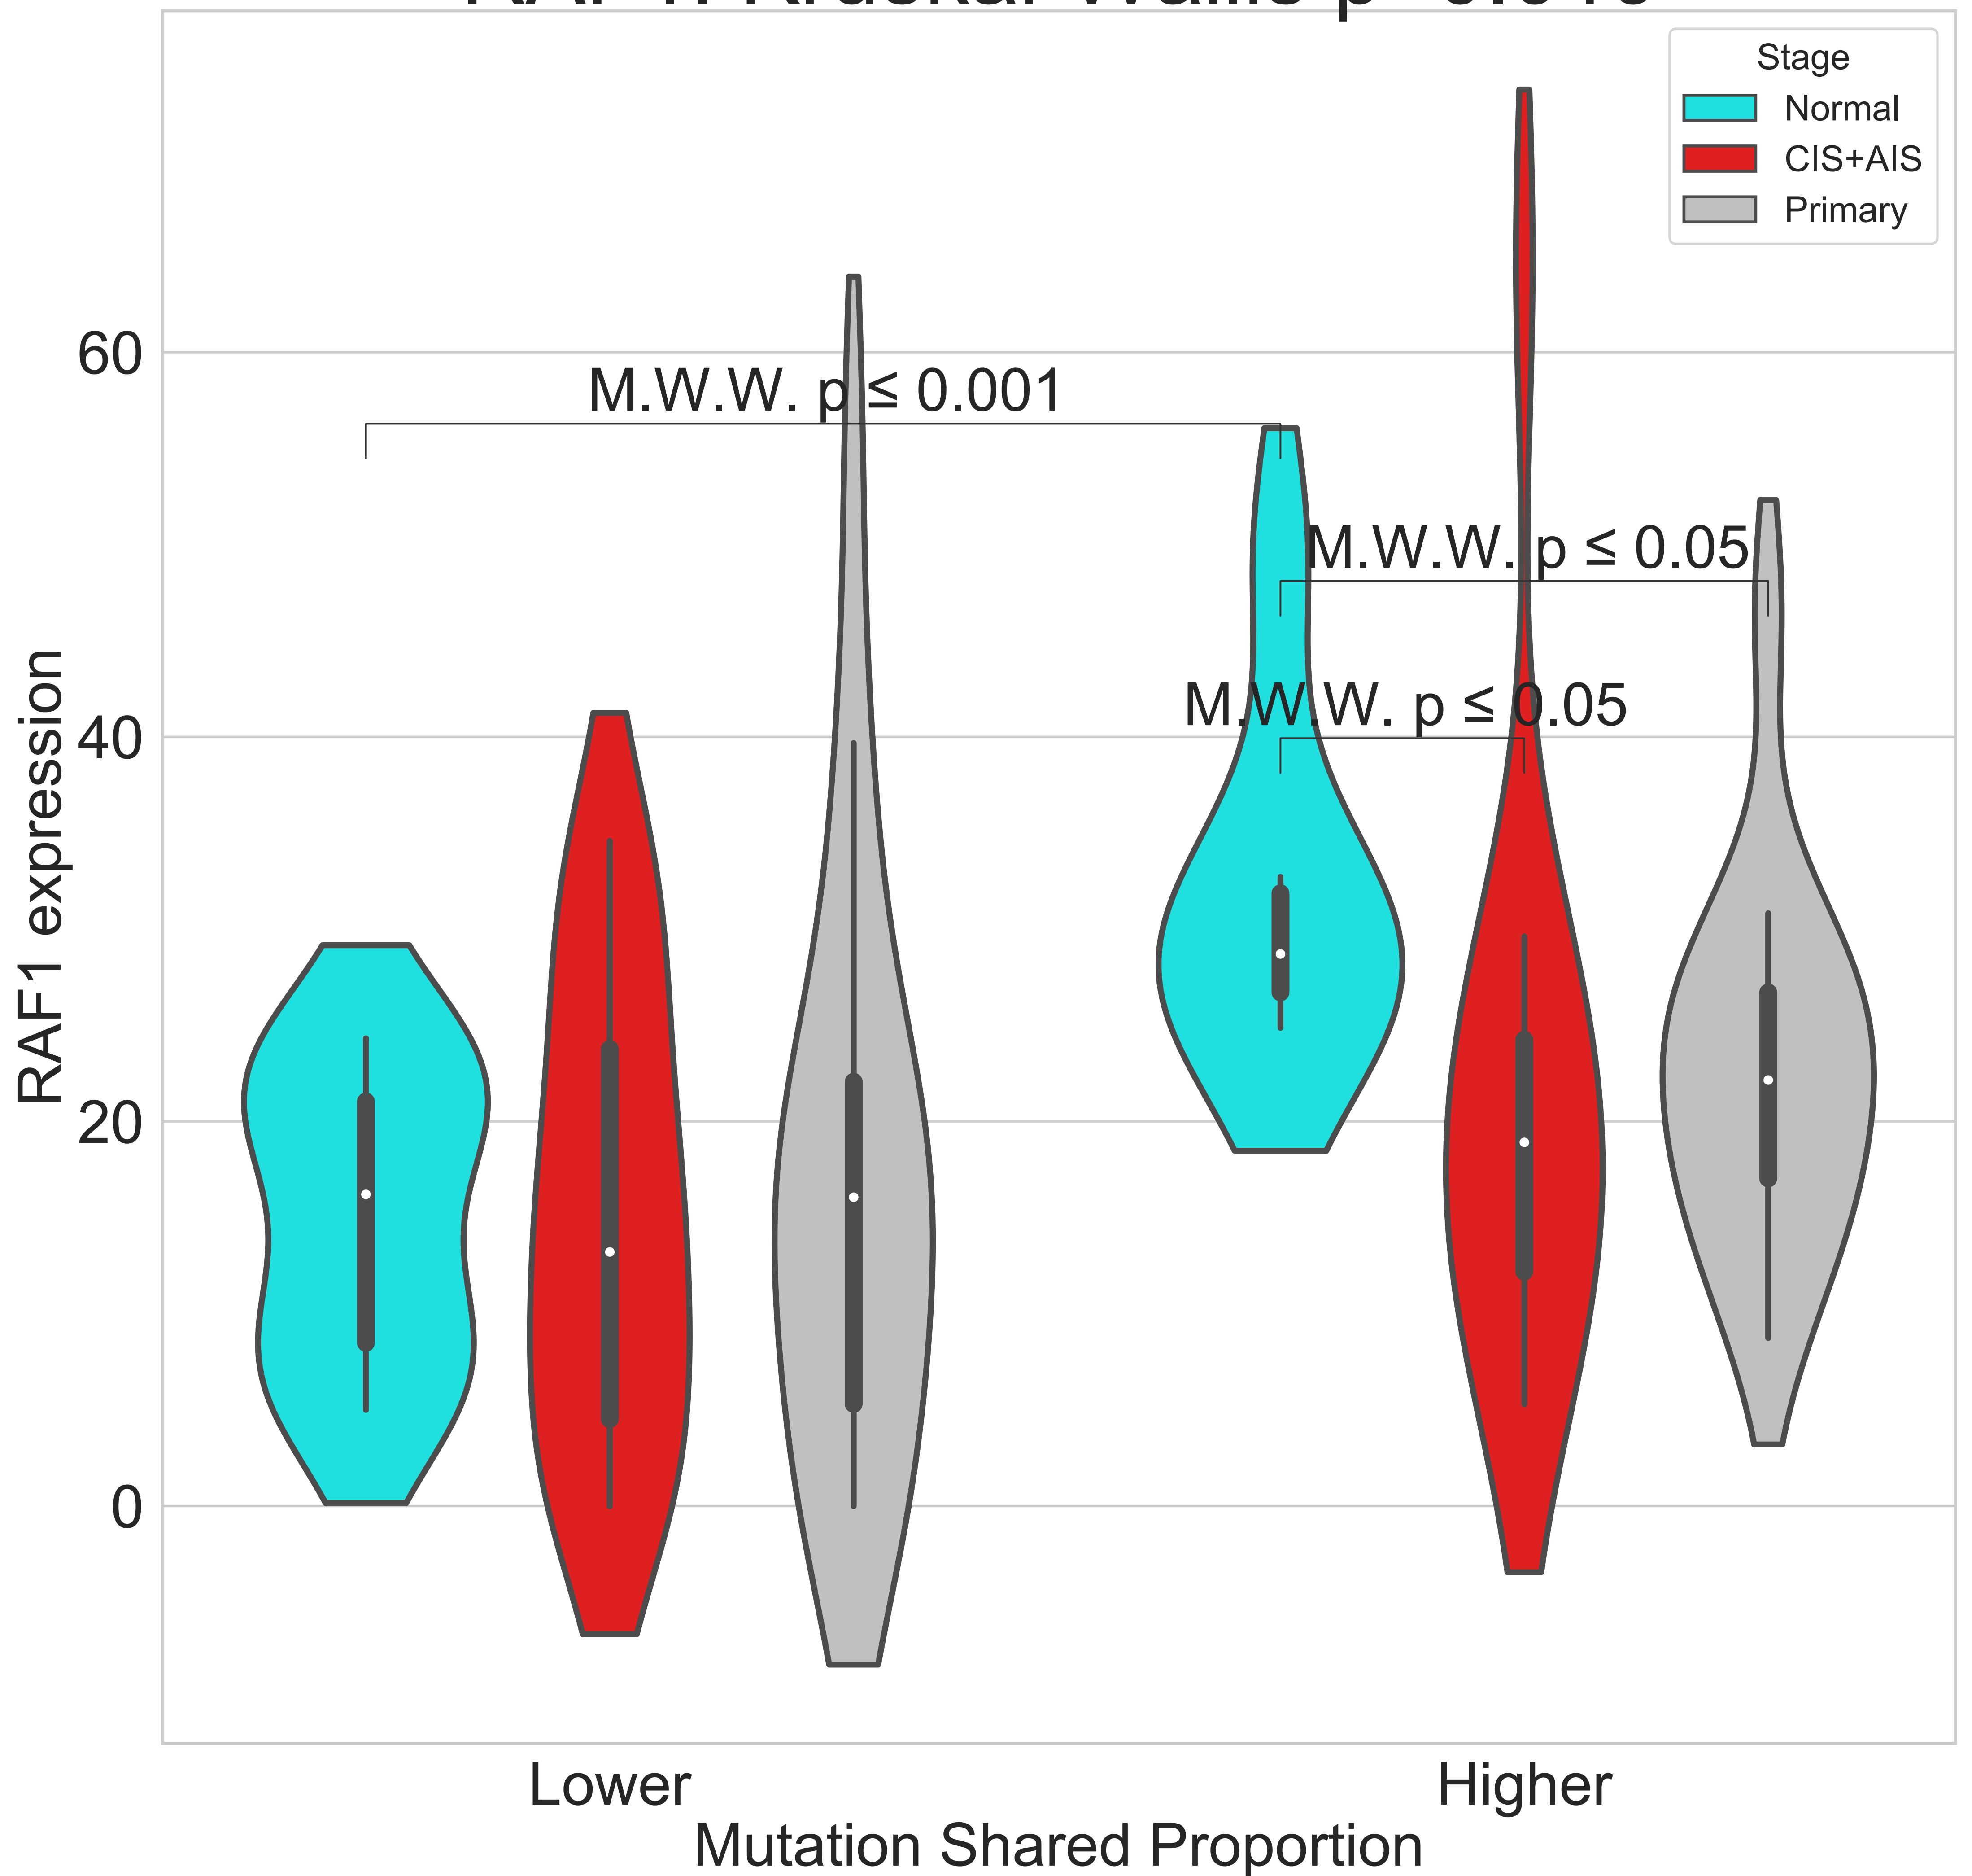 Stage
Normal
CIS+AIS
Primary
60
40
20
0
RAF1 expression
M.W.W. p ≤ 0.001
M.W.W. p ≤ 0.05
M.W.W. p ≤ 0.05
Lower
Higher
Mutation Shared Proportion